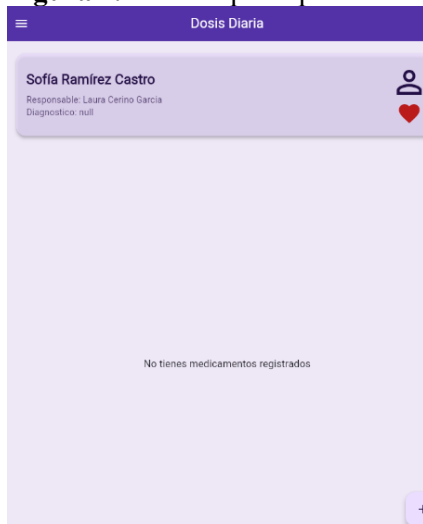 Dosis Diaria
Sofía Ramírez Castro
Responsable: Laura Cerino Garcia
Diagnostico: null
No tienes medicamentos registrados
+